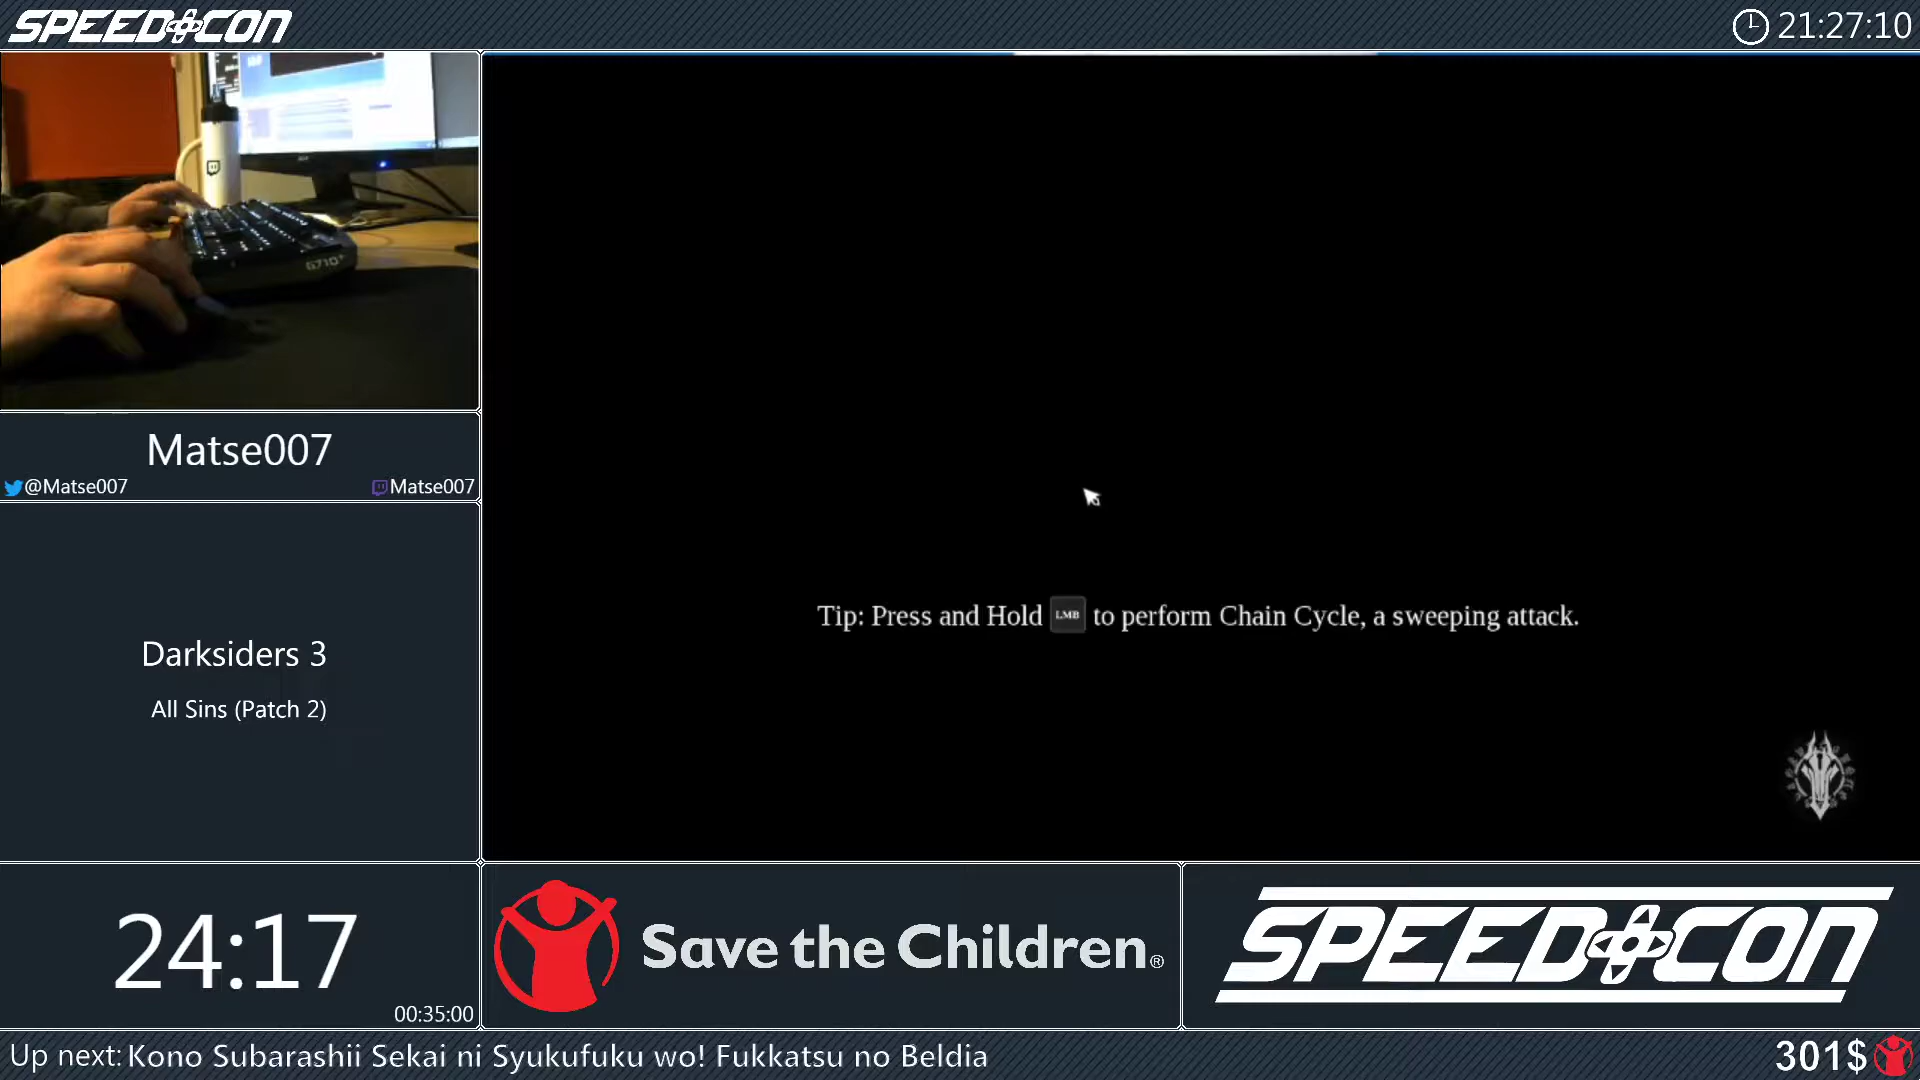 SPEEDCON
21:27:10
G710+
Matse007
@Matse007
Matse007
Darksiders 3
All Sins (Patch 2)
Tip: Press and Hold LMB to perform Chain Cycle, a sweeping attack.
24:17
00:35:00
Save the Children®
SPEEDCON
Up next: Kono Subarashii Sekai ni Syukufuku wo! Fukkatsu no Beldia
301$